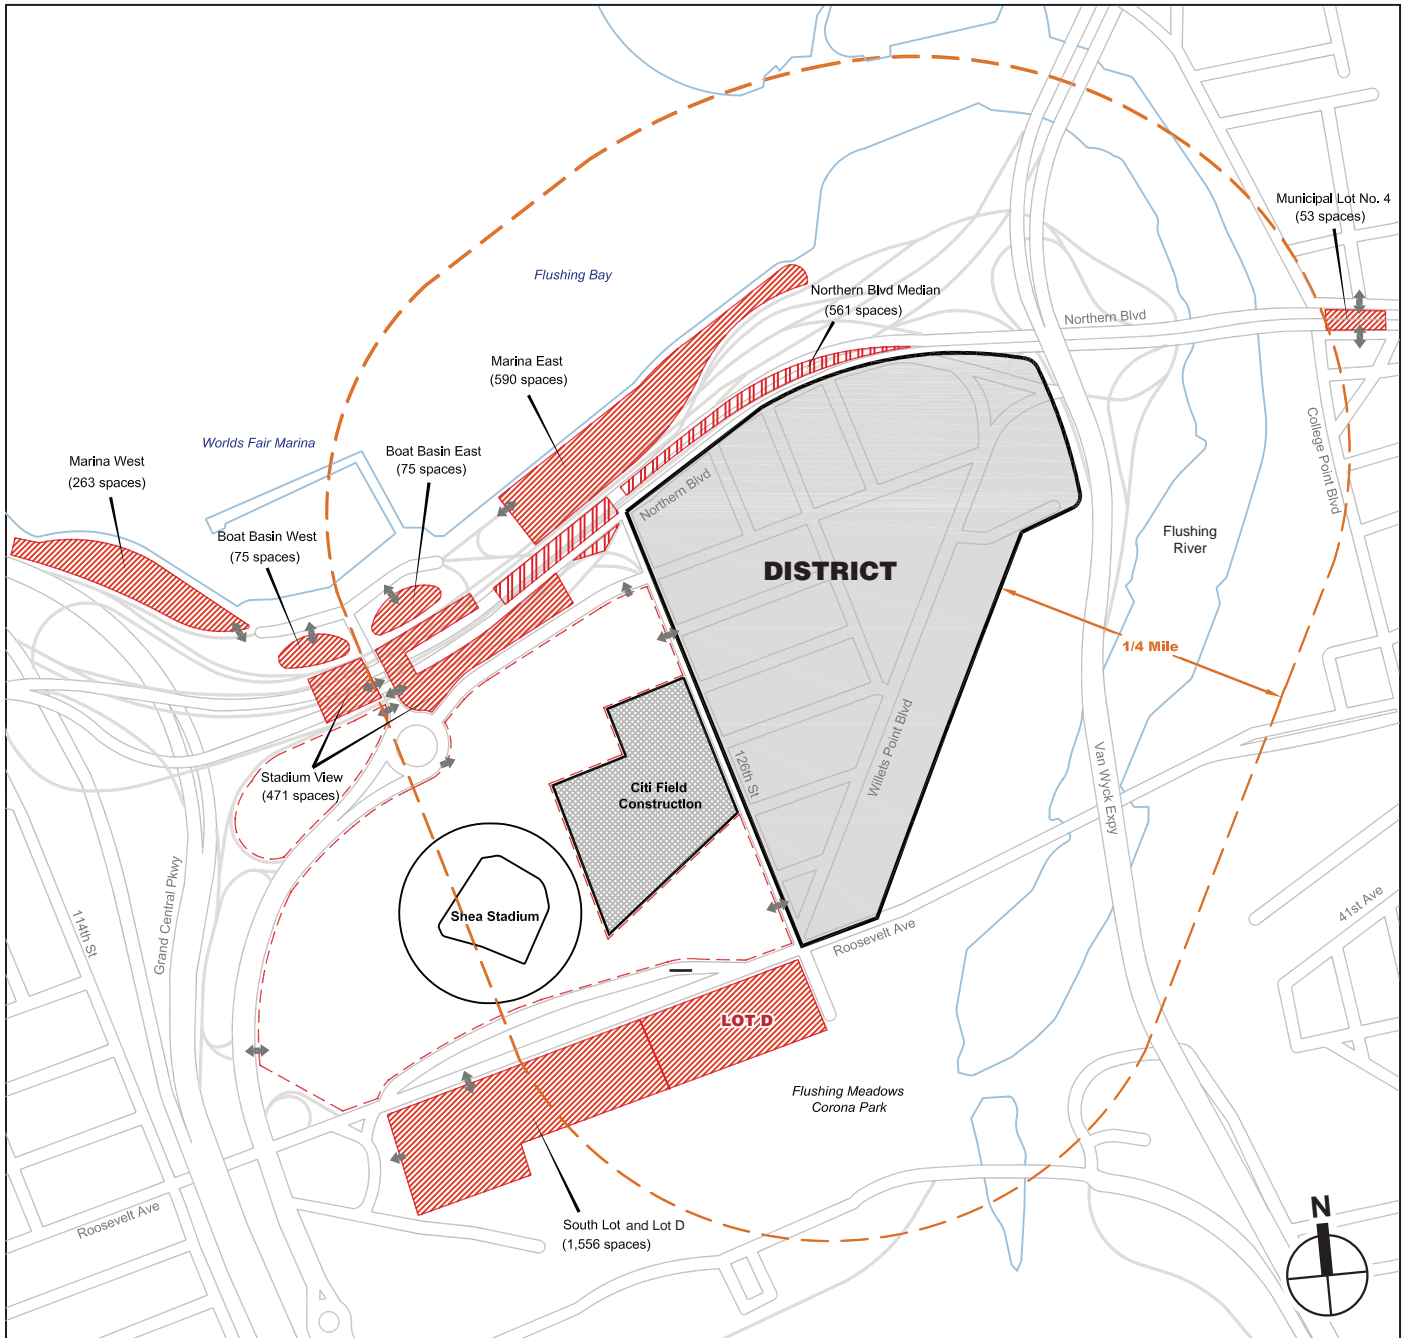 Municipal Lot No. 4
(53 spaces)
Flushing Bay
Northern Blvd Median
(561 spaces)
Northern Blvd
Marina East
(590 spaces)
Worlds Fair Marina
Boat Basin East
(75 spaces)
Marina West
(263 spaces)
College Point Blvd
Northern Blvd
Boat Basin West
(75 spaces)
Flushing
River
DISTRICT
1/4 Mile
Willets Point Blvd
126th St
Van Wyck Expy
Stadium View
(471 spaces)
Citi Field
Construction
Grand Central Pkwy
114th St
Shea Stadium
41st Ave
Roosevelt Ave
LOT D
Flushing Meadows
Corona Park
Roosevelt Ave
South Lot and Lot D
(1,556 spaces)
N